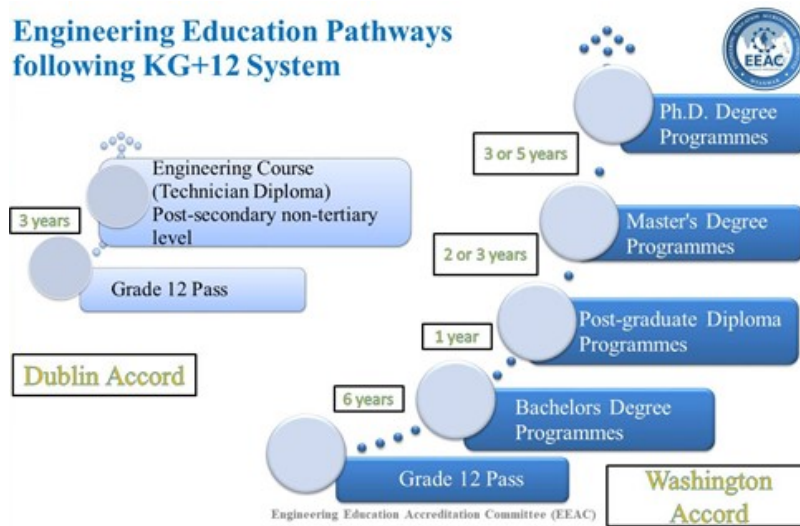 Engineering Education Pathways
following KG+12 System
EEAC
Ph.D. Degree
Programmes
3 or 5 years
Engineering Course
(Technician Diploma)
Post-secondary non-tertiary
level
3 years
Grade 12 Pass
Master's Degree
Programmes
2 or 3 years
Post-graduate Diploma
Programmes
1 year
Dublin Accord
6 years
Bachelors Degree
Programmes
Grade 12 Pass
Washington
Accord
Engineering Education Accreditation Committee (EEAC)